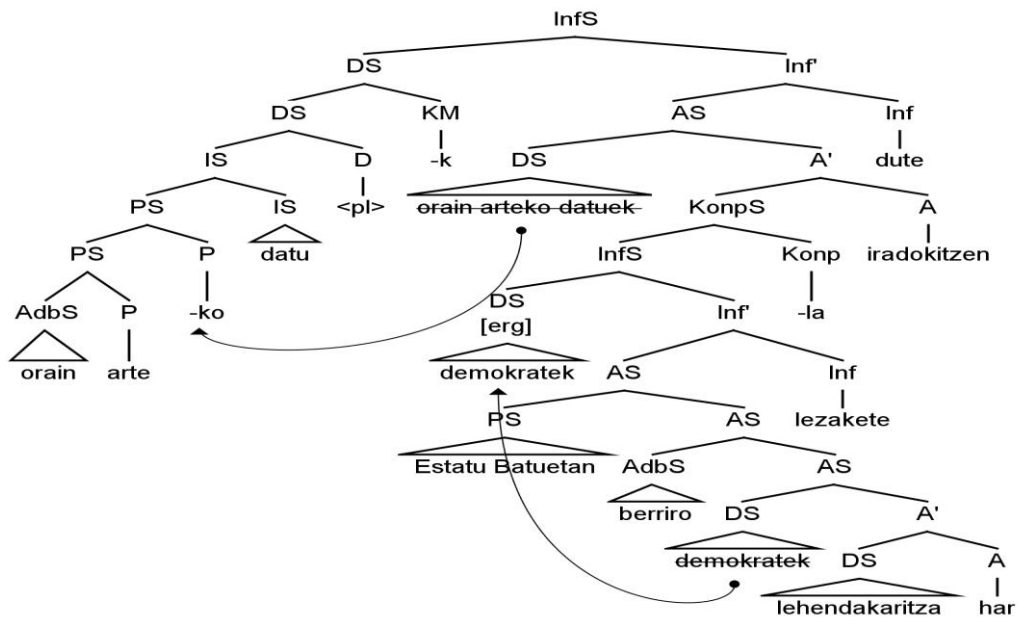 InfS
DS Inf'
DS KM AS Inf
IS D -k DS A' dute
PS IS <pl> orain arteko datuek KonpS A
PS P datu InfS Konp iradokitzen
AdbS P -ko DS Inf' -la
[erg]
orain arte demokratek AS Inf
PS AS lezakete
Estatu Batuetan AdbS AS
berriro DS A'
demokratek DS A
lehendakaritza har